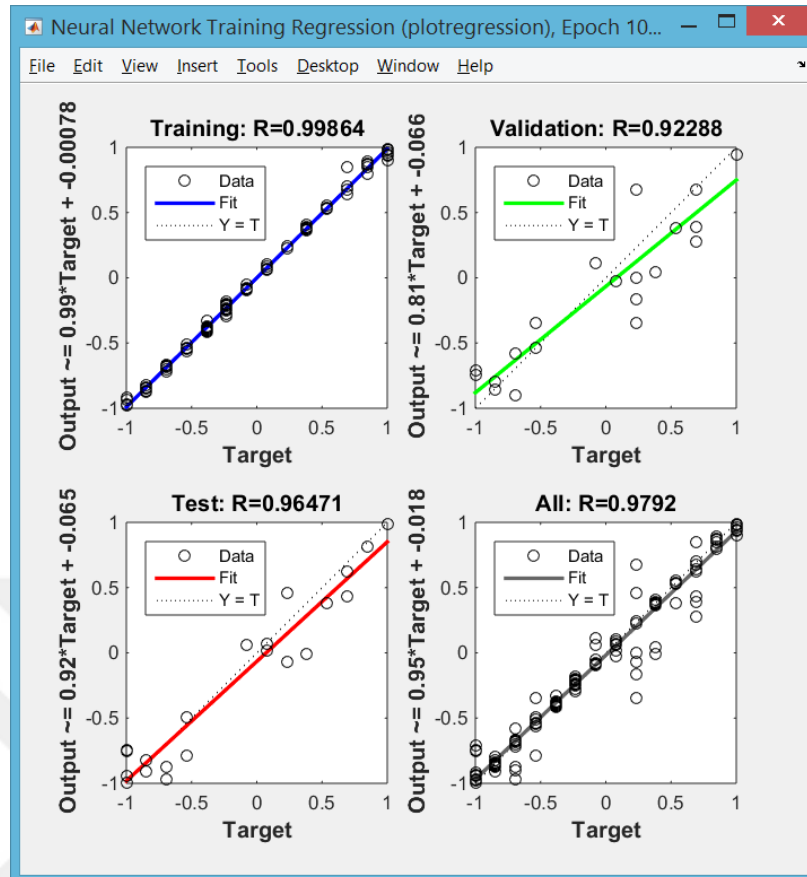 Neural Network Training Regression (plotregression), Epoch 10...
File Edit View Insert Tools Desktop Window Help
Training: R=0.99864
Output ~= 0.99*Target + -0.00078
1
0.5
0
-0.5
-1
Data
Fit
Y = T
-1 -0.5 0 0.5 1
Target
Validation: R=0.92288
Output ~= 0.81*Target + -0.066
1
0.5
0
-0.5
-1
Data
Fit
Y = T
-1 -0.5 0 0.5 1
Target
Test: R=0.96471
Output ~= 0.92*Target + -0.065
1
0.5
0
-0.5
-1
Data
Fit
Y = T
-1 -0.5 0 0.5 1
Target
All: R=0.9792
Output ~= 0.95*Target + -0.018
1
0.5
0
-0.5
-1
Data
Fit
Y = T
-1 -0.5 0 0.5 1
Target